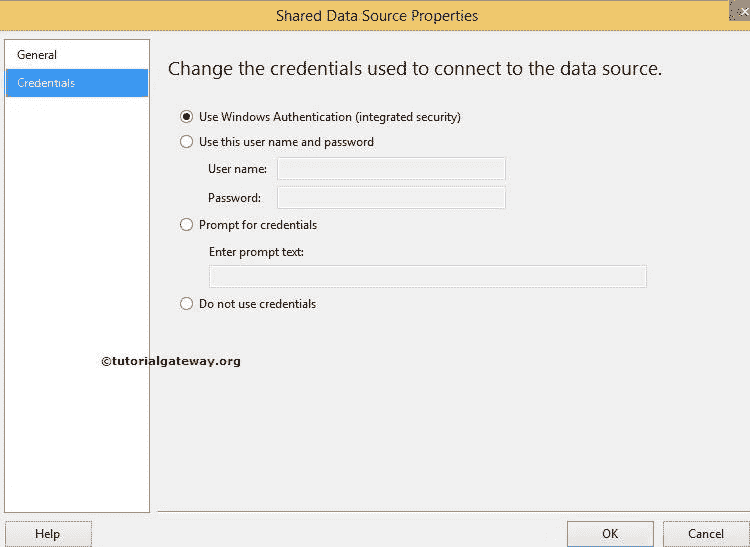 Shared Data Source Properties
General
Credentials
Change the credentials used to connect to the data source.
Use Windows Authentication (integrated security)
Use this user name and password
User name:
Password:
Prompt for credentials
Enter prompt text:
Do not use credentials
©tutorialgateway.org
Help
OK
Cancel